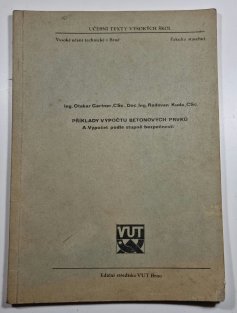 UČEBNÍ TEXTY VYSOKÝCH ŠKOL
Vysoké učení technické v Brně Fakulta stavební
Ing. Otakar Gartner, CSc., Doc. Ing. Radovan Kuda, CSc.
PŘÍKLADY VÝPOČTU BETONOVÝCH PRVKŮ
A Výpočet podle stupně bezpečnosti
VUT
Ediční středisko VUT Brno